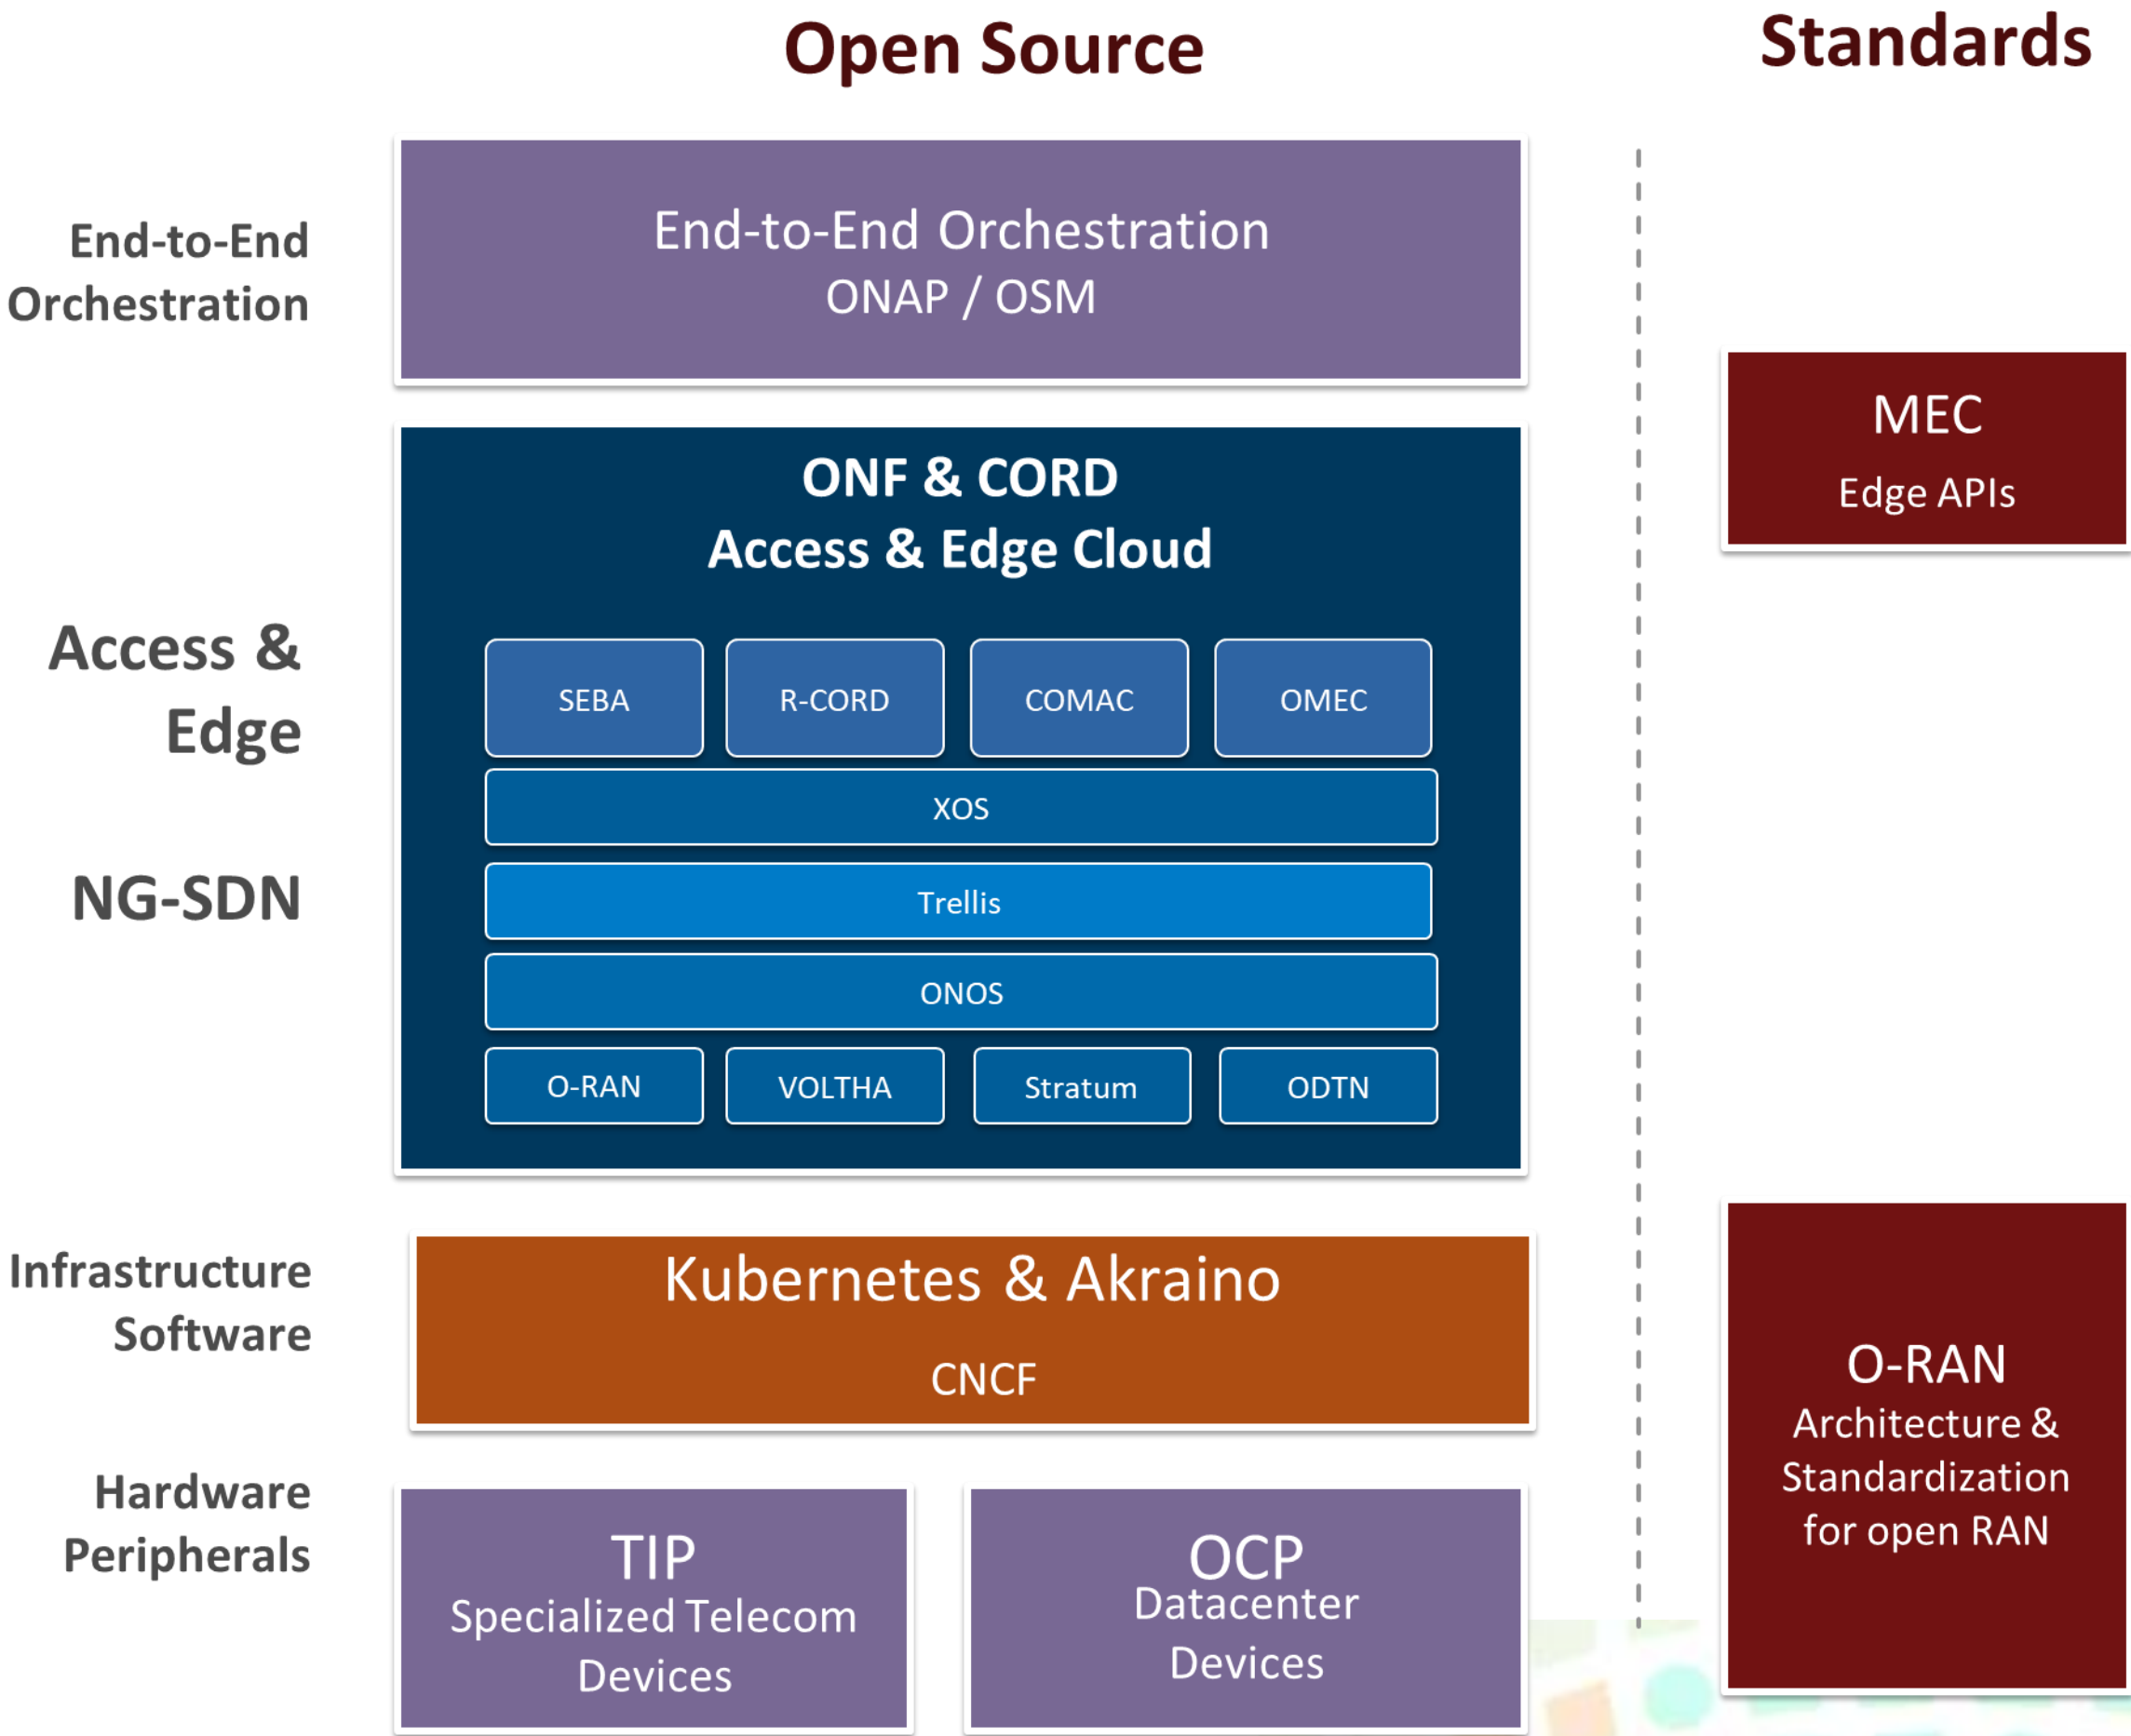 Open Source
Standards
End-to-End
Orchestration
End-to-End Orchestration
ONAP / OSM
MEC
Edge APIs
ONF & CORD
Access & Edge Cloud
Access &
Edge
SEBA
R-CORD
COMAC
OMEC
XOS
NG-SDN
Trellis
ONOS
O-RAN
VOLTHA
Stratum
ODTN
Infrastructure
Software
Kubernetes & Akraino
CNCF
O-RAN
Architecture &
Standardization
for open RAN
Hardware
Peripherals
TIP
Specialized Telecom
Devices
OCP
Datacenter
Devices